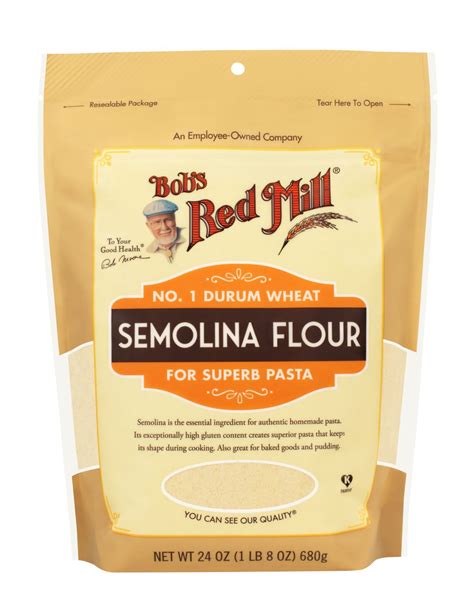 Resealable Package
Tear Here To Open
An Employee-Owned Company
Bob's
Red Mill®
To Your
Good Health®
Bob Moore
NO. 1 DURUM WHEAT
SEMOLINA FLOUR
FOR SUPERB PASTA
Semolina is the essential ingredient for authentic homemade pasta.
Its exceptionally high gluten content creates superior pasta that keeps
its shape during cooking. Also great for baked goods and pudding.
K
YOU CAN SEE OUR QUALITY®
NET WT 24 OZ (1 LB 8 OZ) 680g